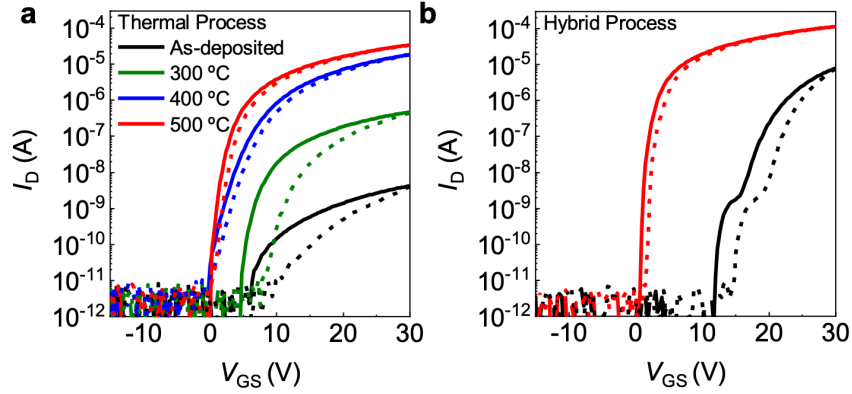 a
Thermal Process
As-deposited
300 ºC
400 ºC
500 ºC
10⁻⁴
10⁻⁵
10⁻⁶
10⁻⁷
10⁻⁸
10⁻⁹
10⁻¹⁰
10⁻¹¹
10⁻¹²
I_D (A)
-10 0 10 20 30
V_GS (V)
b
Hybrid Process
10⁻⁴
10⁻⁵
10⁻⁶
10⁻⁷
10⁻⁸
10⁻⁹
10⁻¹⁰
10⁻¹¹
10⁻¹²
I_D (A)
-10 0 10 20 30
V_GS (V)